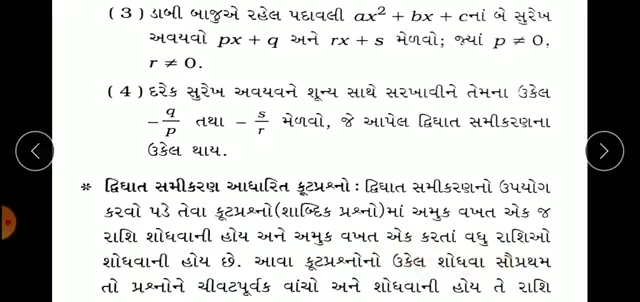 (3) ડાબી બાજુએ રહેલ પદાવલી ax² + bx + cનાં બે સુરેખ
અવયવો px + q અને rx + s મેળવો; જ્યાં p ≠ 0,
r ≠ 0.
(4) દરેક સુરેખ અવયવને શૂન્ય સાથે સરખાવીને તેમના ઉકેલ
– q/p તથા – s/r મેળવો, જે આપેલ દ્વિઘાત સમીકરણના
ઉકેલ થાય.
* દ્વિઘાત સમીકરણ આધારિત કૂટપ્રશ્નો : દ્વિઘાત સમીકરણનો ઉપયોગ
કરવો પડે તેવા કૂટપ્રશ્નો(શાબ્દિક પ્રશ્નો)માં અમુક વખત એક જ
રાશિ શોધવાની હોય અને અમુક વખત એક કરતાં વધુ રાશિઓ
શોધવાની હોય છે. આવા કૂટપ્રશ્નોનો ઉકેલ શોધવા સૌપ્રથમ
તો પ્રશ્નોને ચીવટપૂર્વક વાંચો અને શોધવાની હોય તે રાશિ